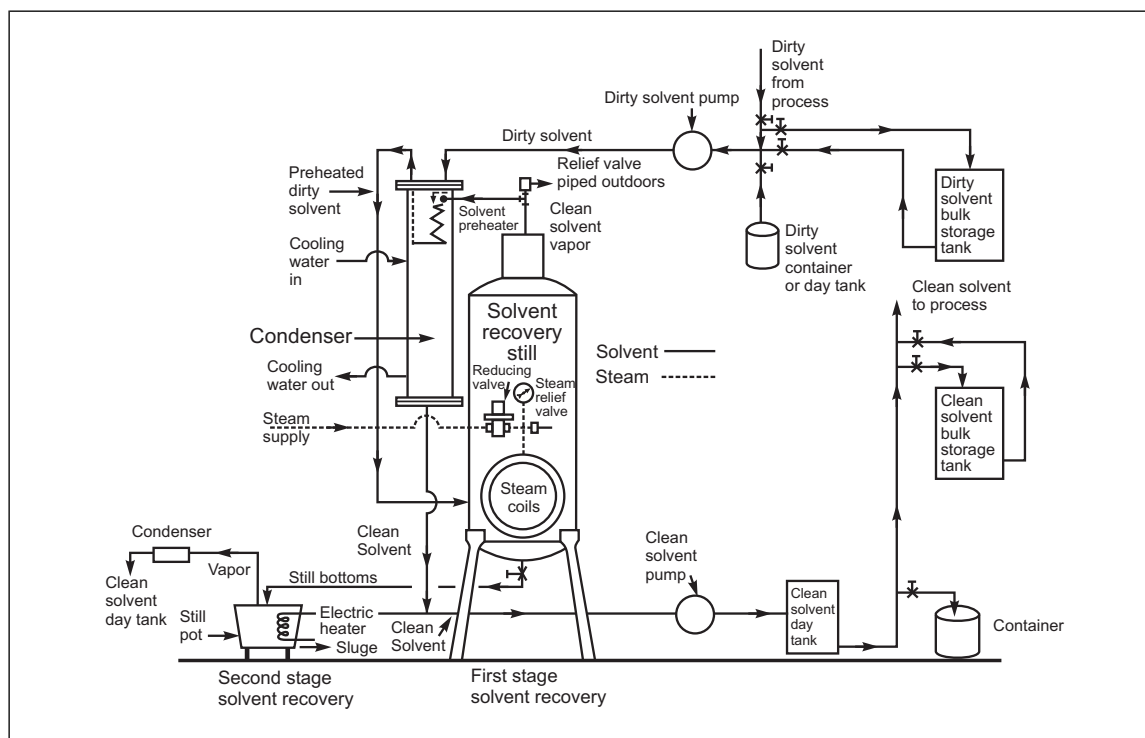 Dirty
solvent
from
process
Dirty solvent pump
Dirty solvent
Relief valve
piped outdoors
Preheated
dirty
solvent
Solvent
preheater
Clean
solvent
vapor
Dirty
solvent
container
or day tank
Dirty
solvent
bulk
storage
tank
Cooling
water
in
Clean solvent
to process
Solvent
recovery
still
Condenser
Solvent
Steam
Cooling
water out
Reducing
valve
Steam
relief
valve
Clean
solvent
bulk
storage
tank
Steam
supply
Steam
coils
Condenser
Clean
Solvent
Clean
solvent
pump
Vapor
Clean
solvent
day tank
Still bottoms
Still
pot
Electric
heater
Sluge
Clean
Solvent
Clean
solvent
day
tank
Container
Second stage
solvent recovery
First stage
solvent recovery